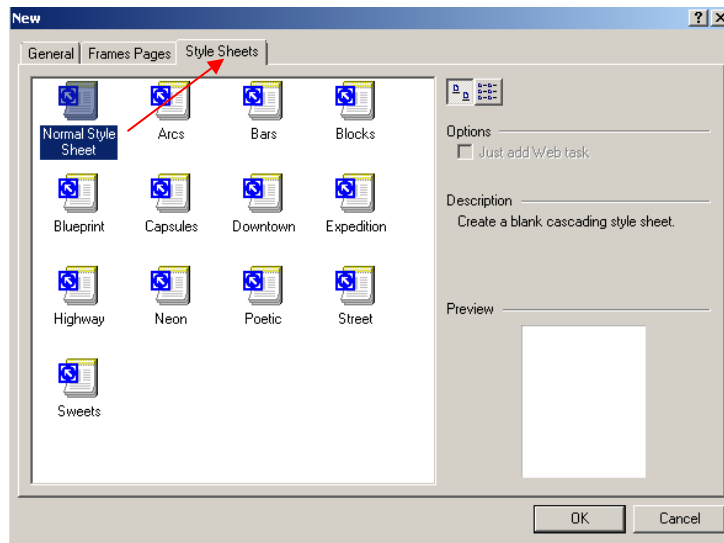 New
General Frames Pages Style Sheets
Normal Style
Sheet
Arcs
Bars
Blocks
Blueprint
Capsules
Downtown
Expedition
Highway
Neon
Poetic
Street
Sweets
Options
Just add Web task
Description
Create a blank cascading style sheet.
Preview
OK
Cancel